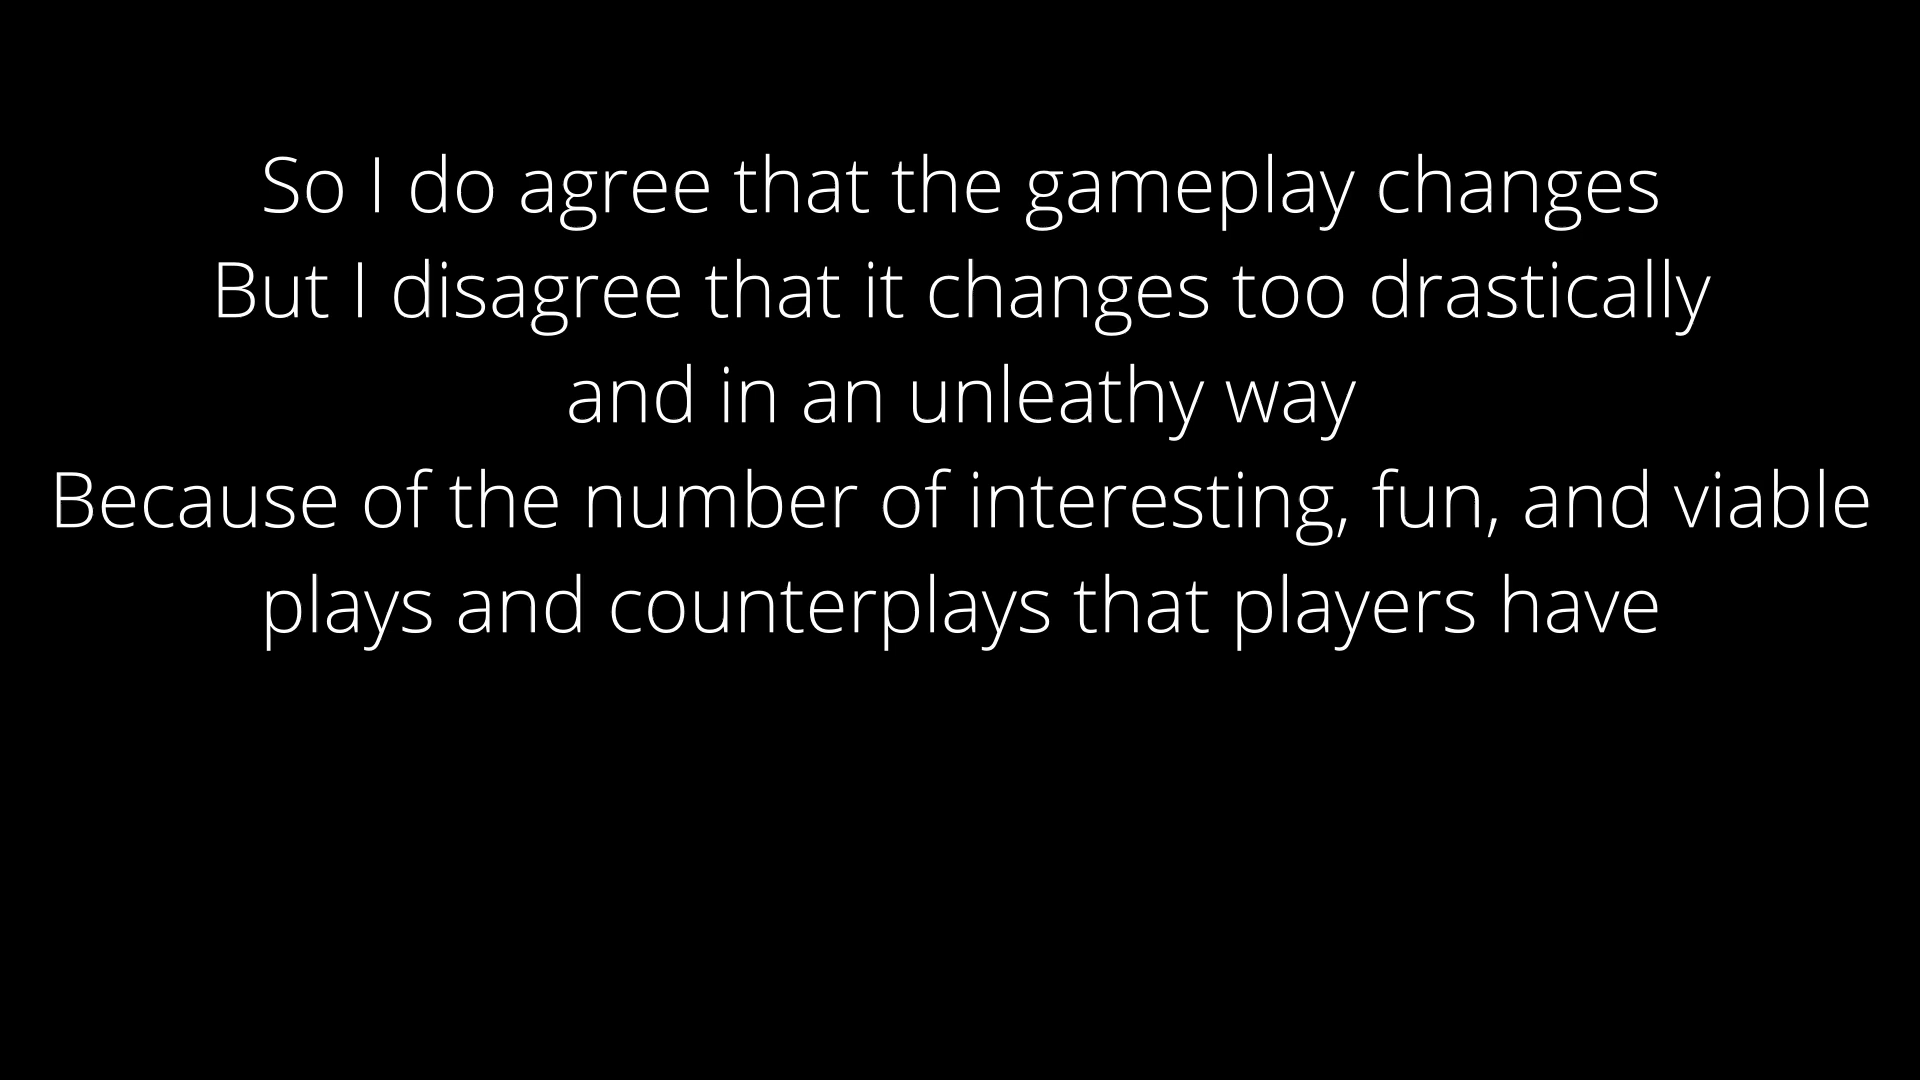 So I do agree that the gameplay changes
But I disagree that it changes too drastically
and in an unleathy way
Because of the number of interesting, fun, and viable
plays and counterplays that players have